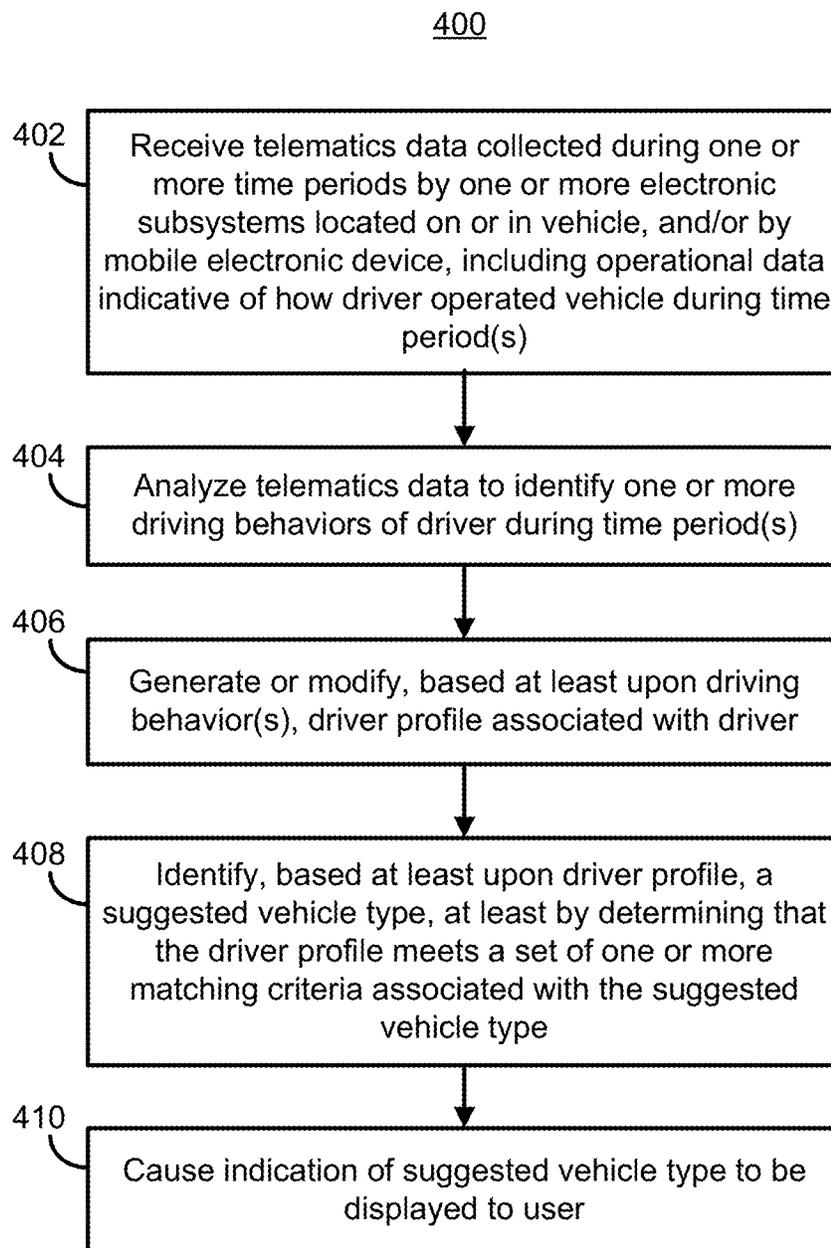 400
402
Receive telematics data collected during one or
more time periods by one or more electronic
subsystems located on or in vehicle, and/or by
mobile electronic device, including operational data
indicative of how driver operated vehicle during time
period(s)
404
Analyze telematics data to identify one or more
driving behaviors of driver during time period(s)
406
Generate or modify, based at least upon driving
behavior(s), driver profile associated with driver
408
Identify, based at least upon driver profile, a
suggested vehicle type, at least by determining that
the driver profile meets a set of one or more
matching criteria associated with the suggested
vehicle type
410
Cause indication of suggested vehicle type to be
displayed to user